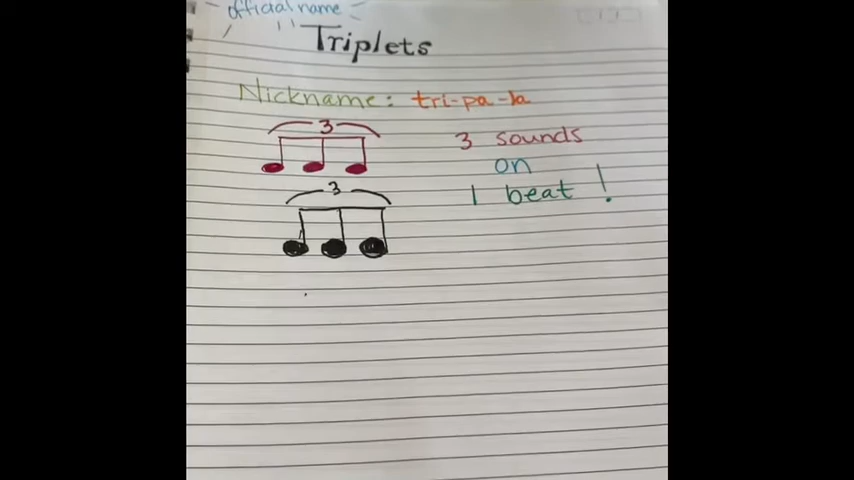 official name
Triplets
Nickname: tri-pa-la
3
3 sounds
on
3
1 beat!